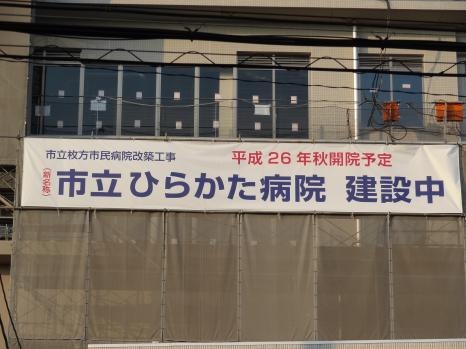 市立枚方市民病院改築工事
平成26年秋開院予定
(新名称)
市立ひらかた病院 建設中